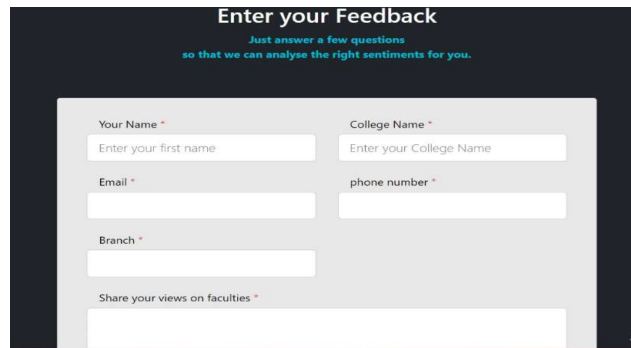 Enter your Feedback
Just answer a few questions
so that we can analyse the right sentiments for you.
Your Name *
College Name *
Enter your first name
Enter your College Name
Email *
phone number *
Branch *
Share your views on faculties *